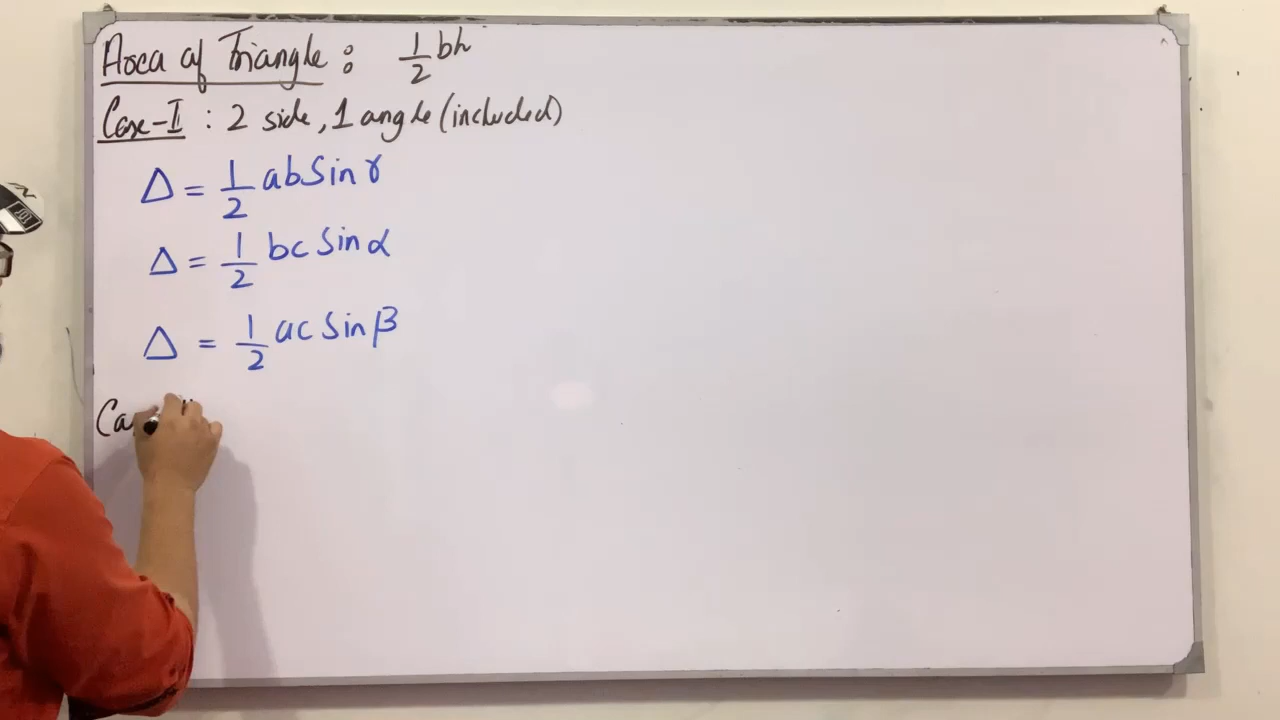 Area of Triangle : 1/2 bh
Case-I : 2 side, 1 angle (included)
Δ = 1/2 ab Sin γ
Δ = 1/2 bc Sin α
Δ = 1/2 ac Sin β
Ca